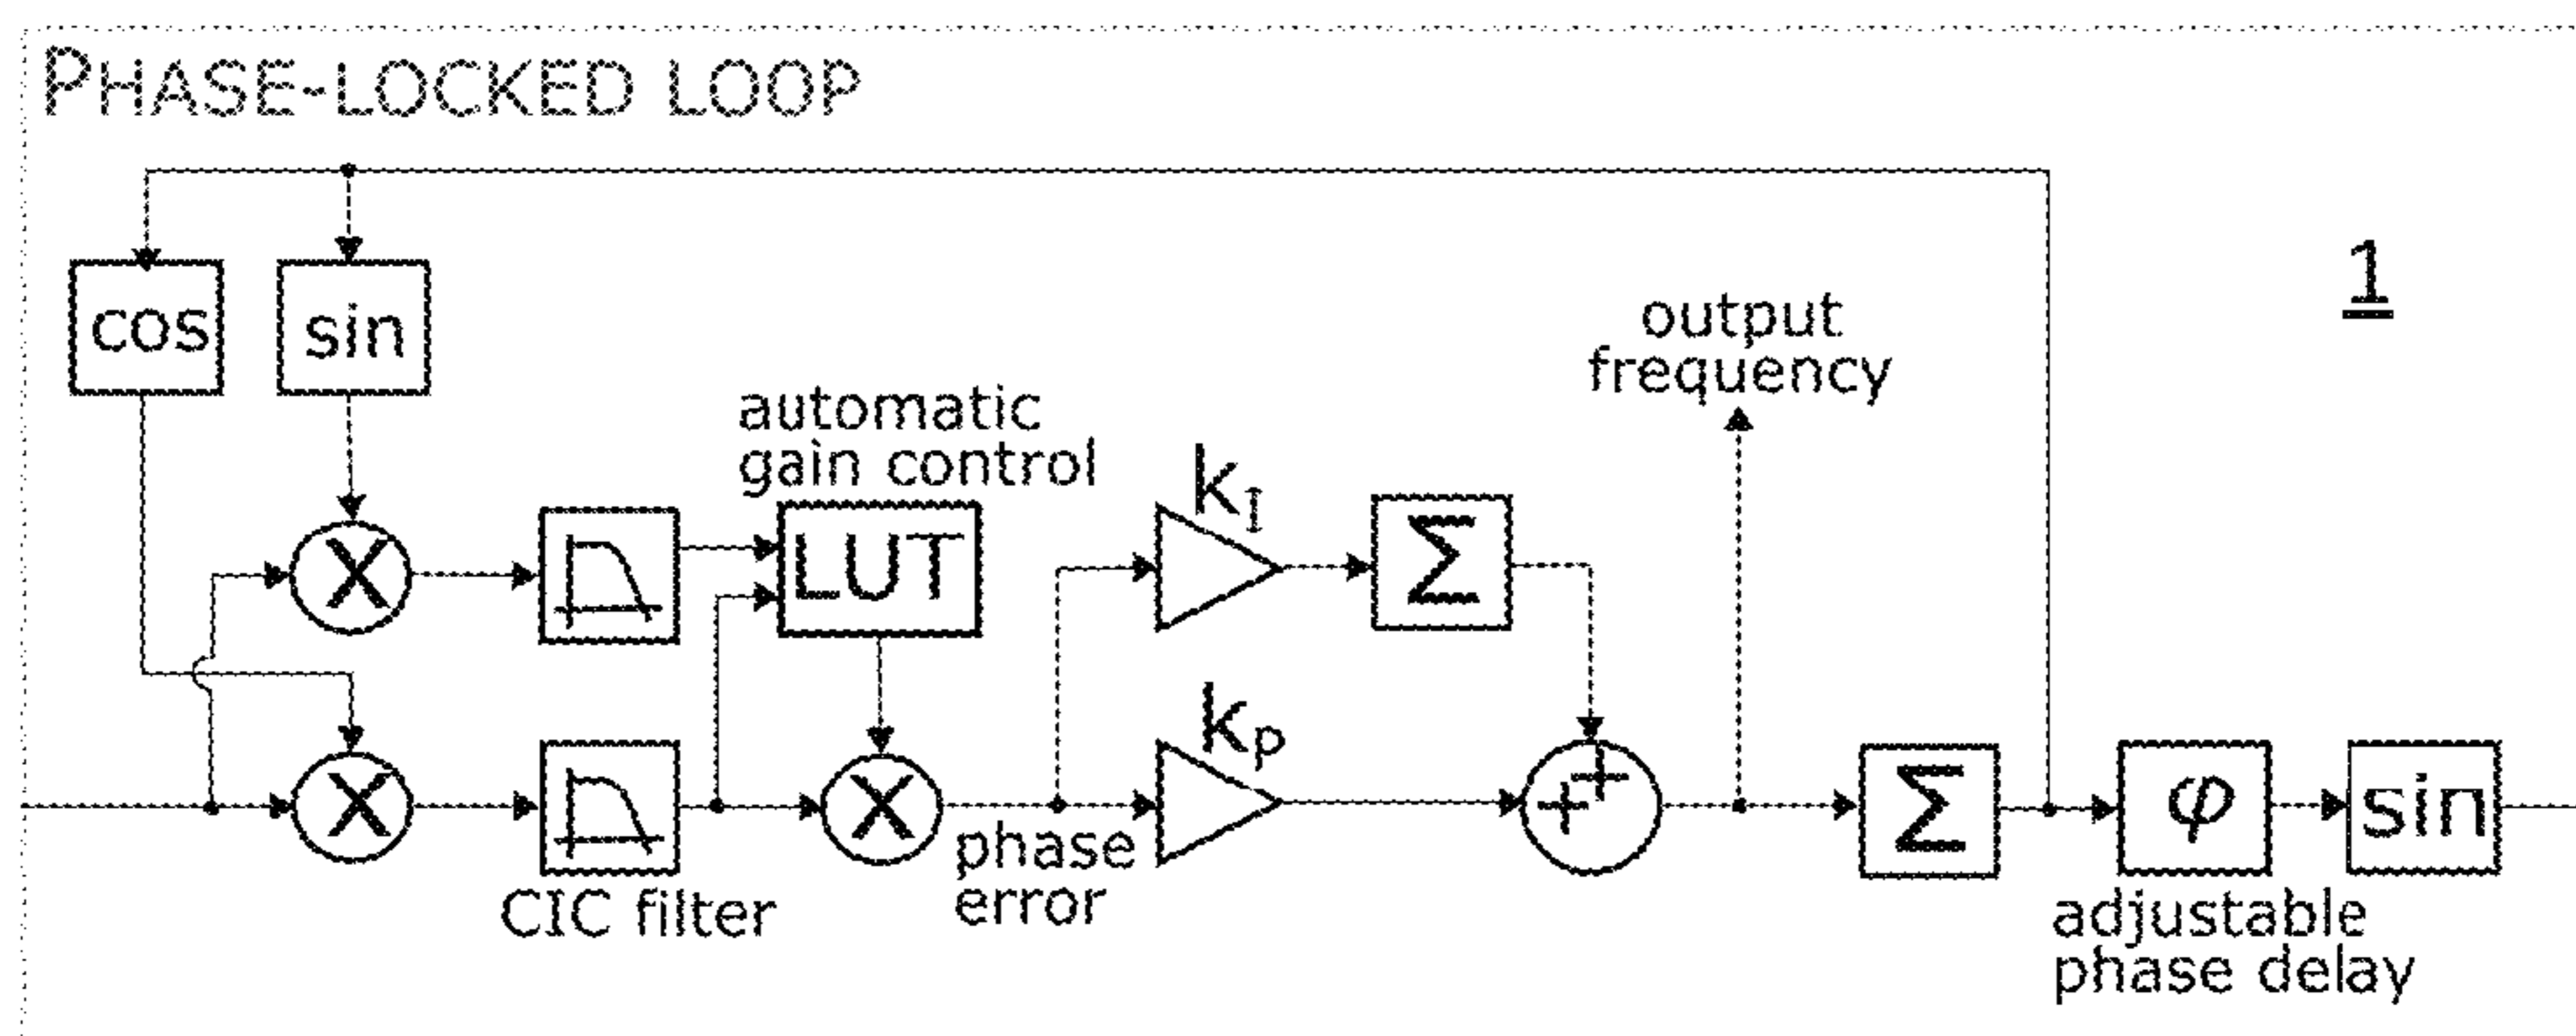 PHASE-LOCKED LOOP
1
cos
sin
output
frequency
automatic
gain control
kI
Σ
X
LUT
kP
X
X
++
Σ
φ
sin
phase
error
CIC filter
adjustable
phase delay